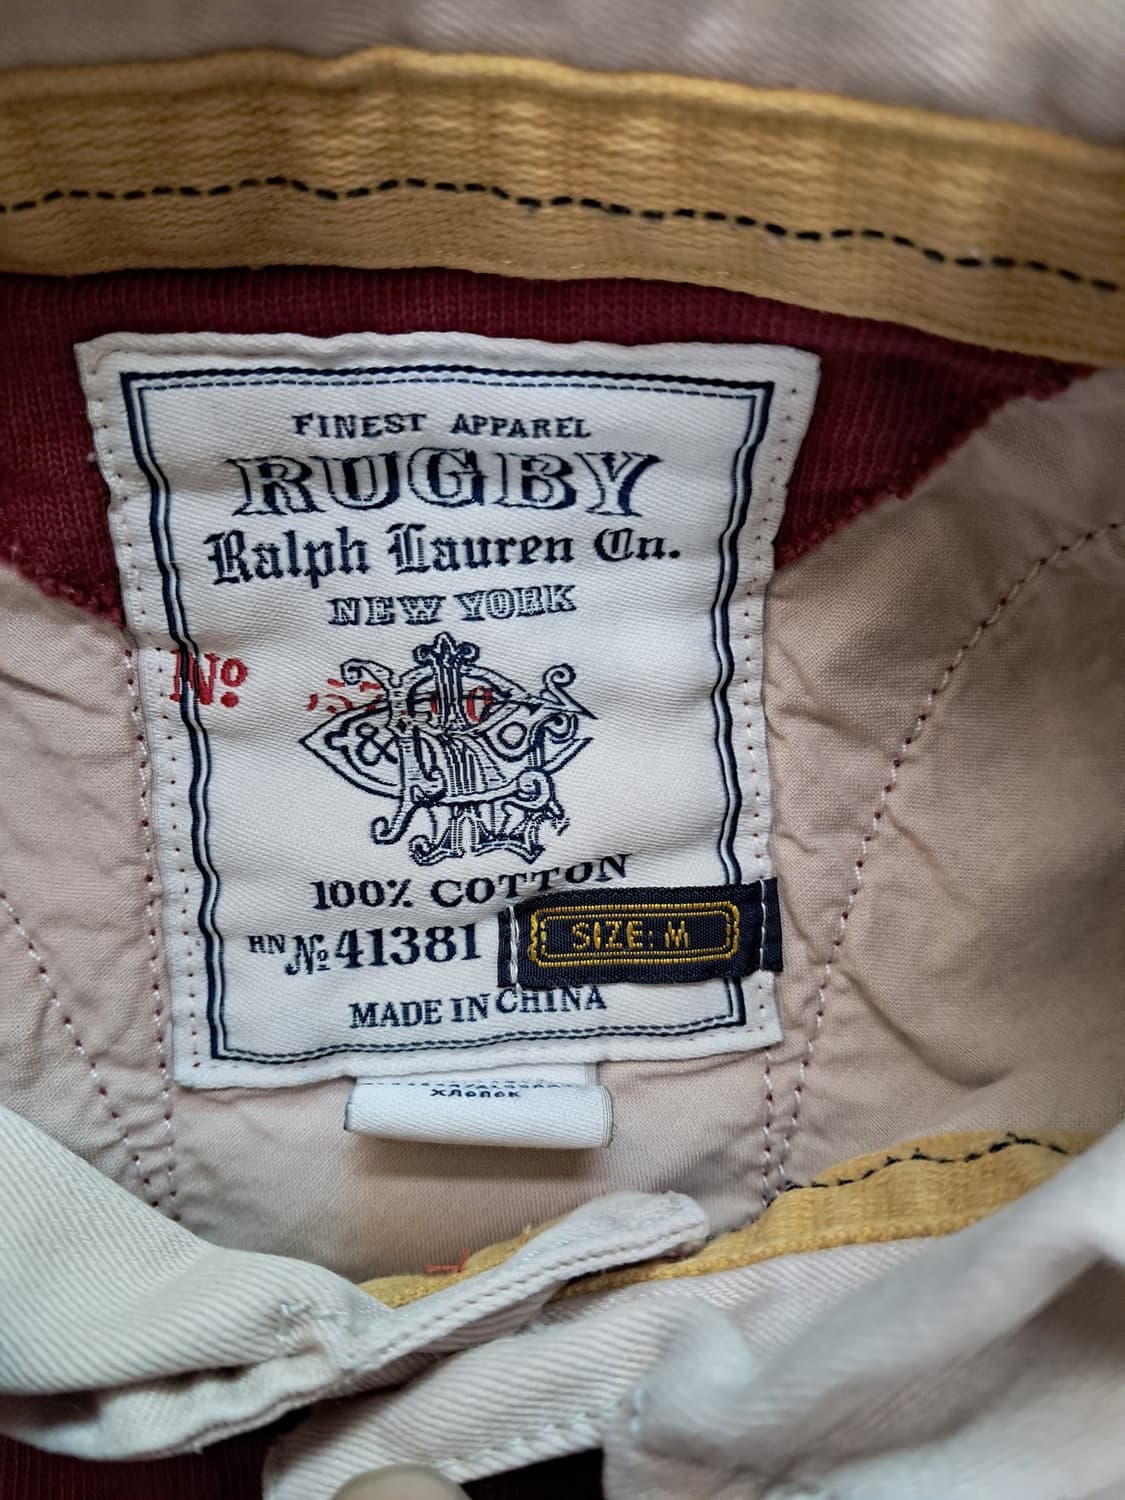 FINEST APPAREL
RUGBY
Ralph Lauren Co.
NEW YORK
Nº
100% COTTON
RN Nº 41381
SIZE: M
MADE IN CHINA
хлопок